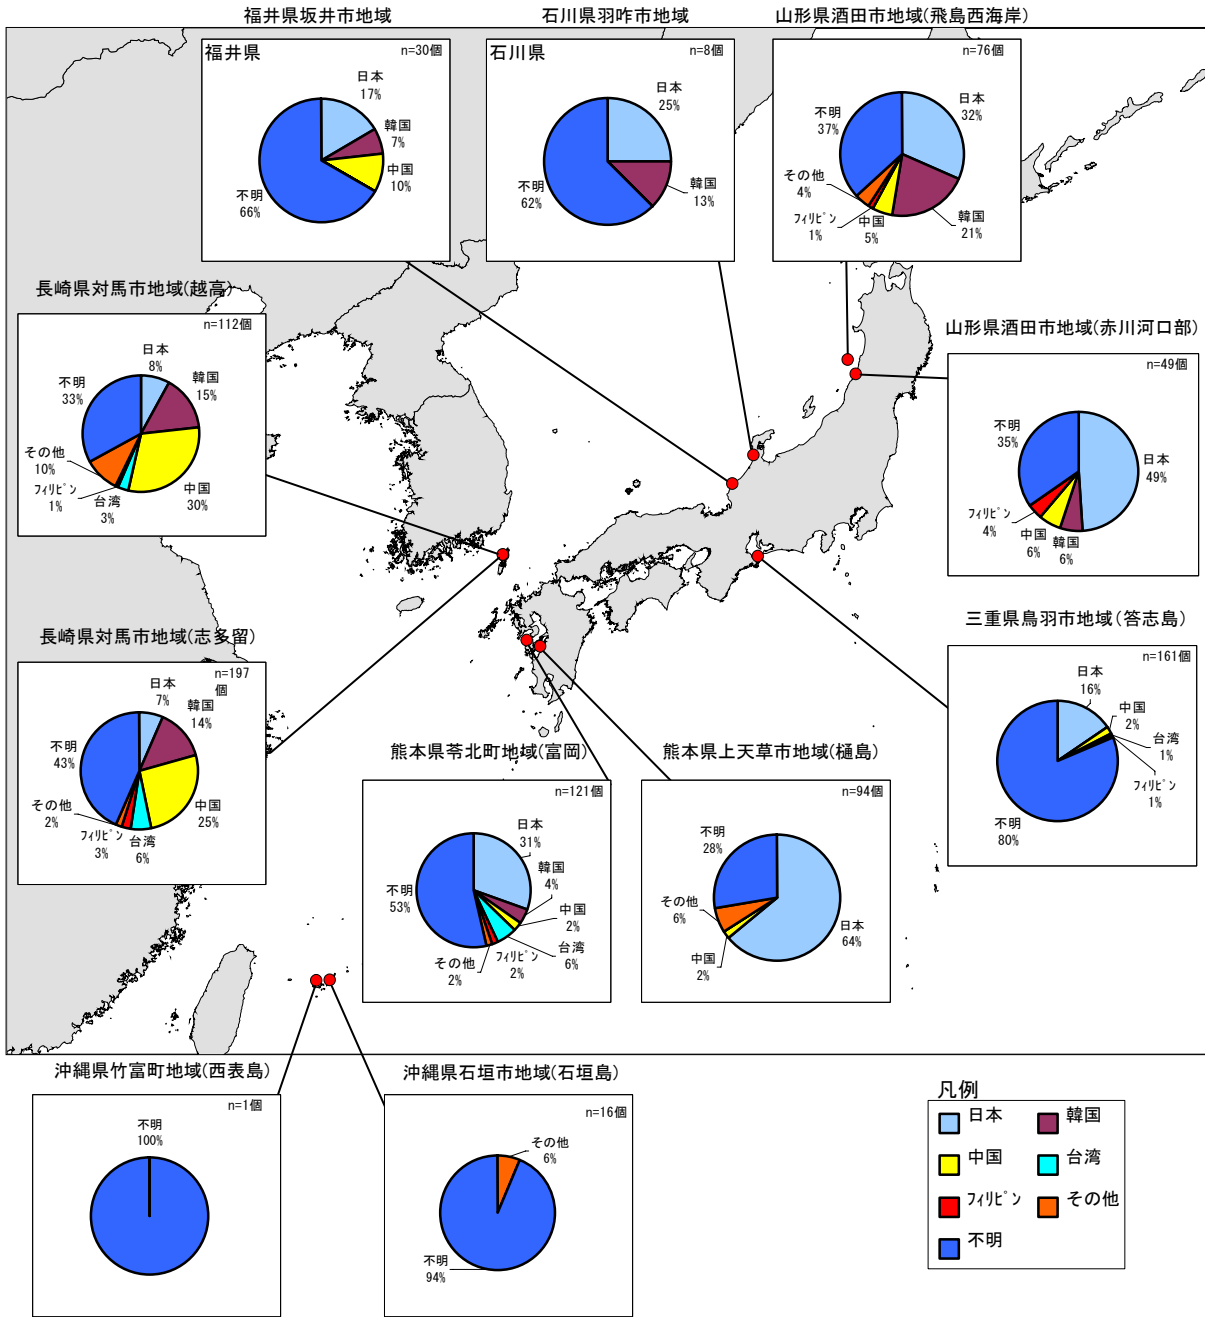 福井県坂井市地域
石川県羽咋市地域
山形県酒田市地域(飛島西海岸)
福井県
n=30個
日本
17%
韓国
7%
中国
10%
不明
66%
石川県
n=8個
日本
25%
韓国
13%
不明
62%
n=76個
日本
32%
不明
37%
その他
4%
フィリピン
1%
中国
5%
韓国
21%
長崎県対馬市地域(越高)
n=112個
日本
8%
韓国
15%
不明
33%
その他
10%
フィリピン
1%
台湾
3%
中国
30%
山形県酒田市地域(赤川河口部)
n=49個
不明
35%
日本
49%
フィリピン
4%
中国
6%
韓国
6%
長崎県対馬市地域(志多留)
n=197
個
日本
7%
韓国
14%
不明
43%
中国
25%
その他
2%
フィリピン
3%
台湾
6%
三重県鳥羽市地域(答志島)
n=161個
日本
16%
中国
2%
台湾
1%
フィリピン
1%
不明
80%
熊本県苓北町地域(富岡)
n=121個
日本
31%
韓国
4%
中国
2%
台湾
6%
フィリピン
2%
その他
2%
不明
53%
熊本県上天草市地域(樋島)
n=94個
不明
28%
その他
6%
中国
2%
日本
64%
沖縄県竹富町地域(西表島)
n=1個
不明
100%
沖縄県石垣市地域(石垣島)
n=16個
その他
6%
不明
94%
凡例
日本
韓国
中国
台湾
フィリピン
その他
不明